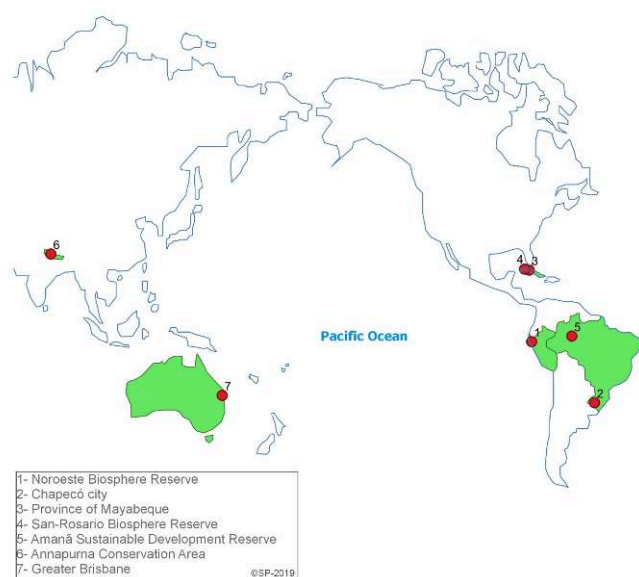 6
4 3
Pacific Ocean
1
5
7
2
1- Noroeste Biosphere Reserve
2- Chapecó city
3- Province of Mayabeque
4- San-Rosario Biosphere Reserve
5- Amanã Sustainable Development Reserve
6- Annapurna Conservation Area
7- Greater Brisbane
©SP-2019